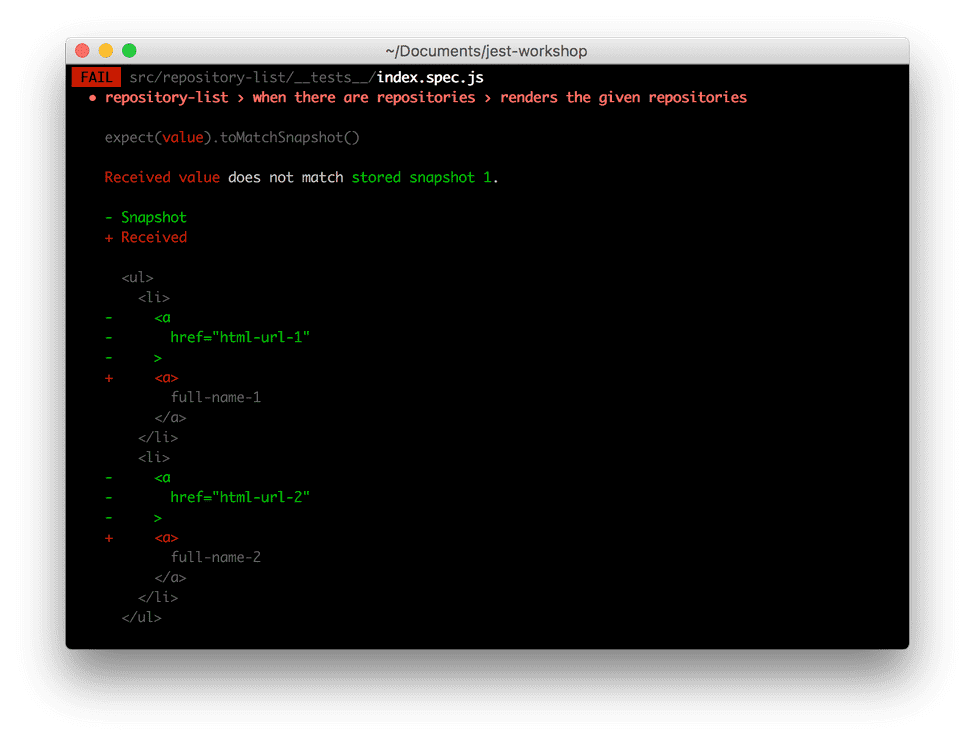 ~/Documents/jest-workshop
FAIL src/repository-list/__tests__/index.spec.js
● repository-list › when there are repositories › renders the given repositories
expect(value).toMatchSnapshot()
Received value does not match stored snapshot 1.
- Snapshot
+ Received
<ul>
<li>
- <a
- href="html-url-1"
- >
+ <a>
full-name-1
</a>
</li>
<li>
- <a
- href="html-url-2"
- >
+ <a>
full-name-2
</a>
</li>
</ul>